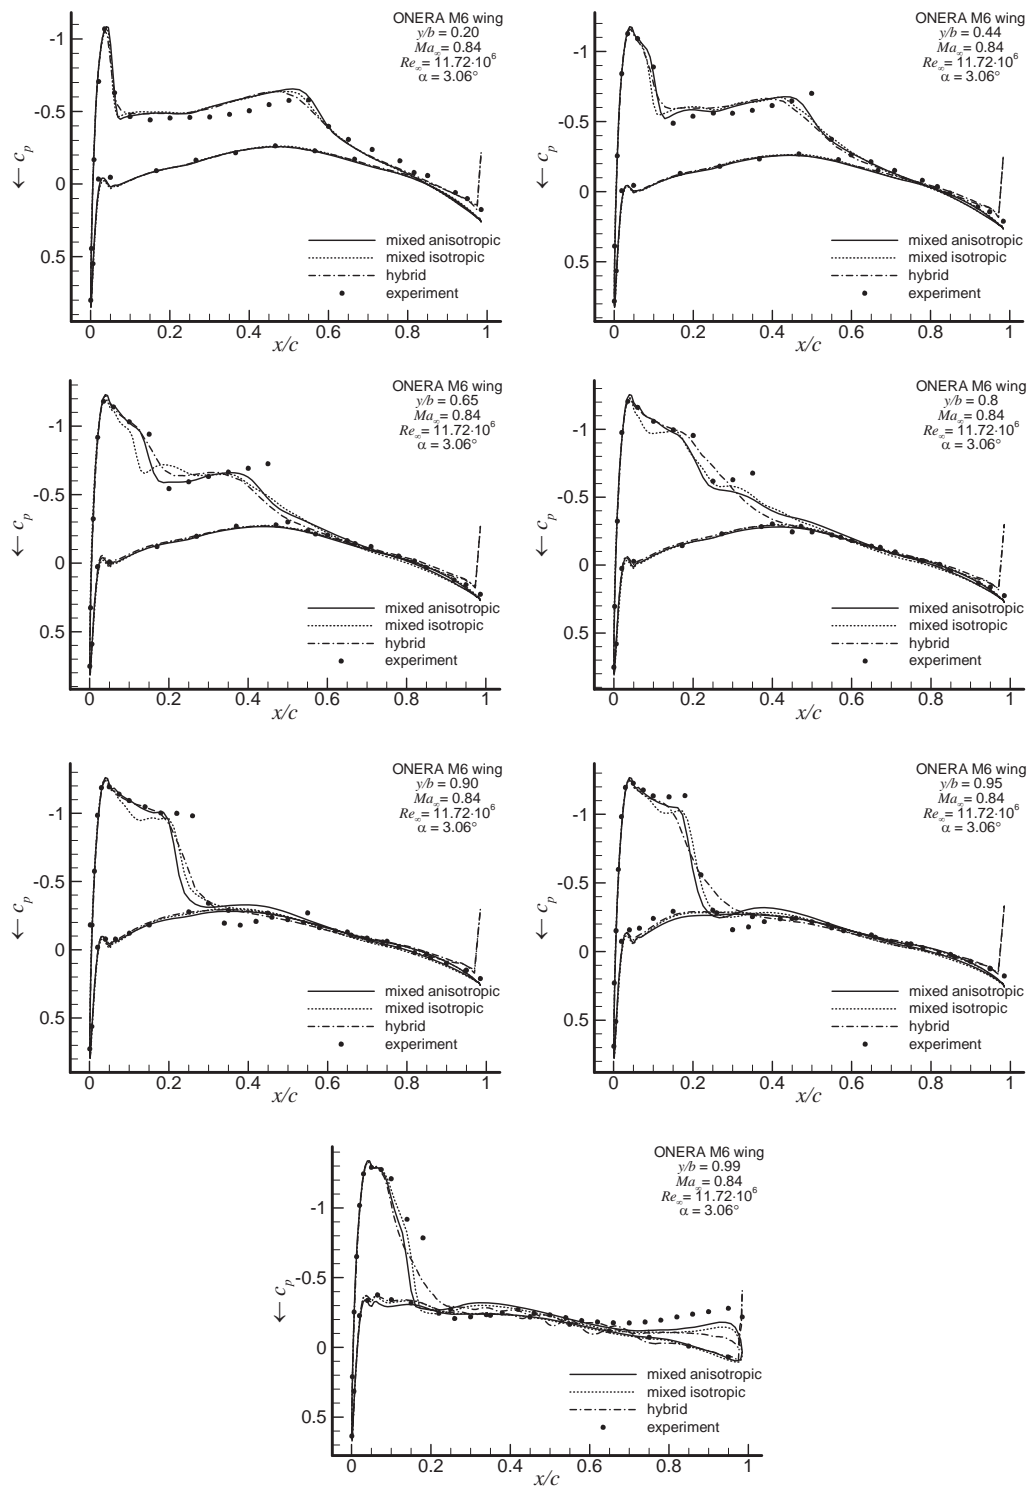 ONERA M6 wing
y/b = 0.20
Ma∞= 0.84
Re∞= 11.72·10⁶
α = 3.06°
-1
-0.5
0
0.5
← cp
mixed anisotropic
mixed isotropic
hybrid
experiment
0 0.2 0.4 0.6 0.8 1
x/c
ONERA M6 wing
y/b = 0.44
Ma∞= 0.84
Re∞= 11.72·10⁶
α = 3.06°
-1
-0.5
0
0.5
← cp
mixed anisotropic
mixed isotropic
hybrid
experiment
0 0.2 0.4 0.6 0.8 1
x/c
ONERA M6 wing
y/b = 0.65
Ma∞= 0.84
Re∞= 11.72·10⁶
α = 3.06°
-1
-0.5
0
0.5
← cp
mixed anisotropic
mixed isotropic
hybrid
experiment
0 0.2 0.4 0.6 0.8 1
x/c
ONERA M6 wing
y/b = 0.8
Ma∞= 0.84
Re∞= 11.72·10⁶
α = 3.06°
-1
-0.5
0
0.5
← cp
mixed anisotropic
mixed isotropic
hybrid
experiment
0 0.2 0.4 0.6 0.8 1
x/c
ONERA M6 wing
y/b = 0.90
Ma∞= 0.84
Re∞= 11.72·10⁶
α = 3.06°
-1
-0.5
0
0.5
← cp
mixed anisotropic
mixed isotropic
hybrid
experiment
0 0.2 0.4 0.6 0.8 1
x/c
ONERA M6 wing
y/b = 0.95
Ma∞= 0.84
Re∞= 11.72·10⁶
α = 3.06°
-1
-0.5
0
0.5
← cp
mixed anisotropic
mixed isotropic
hybrid
experiment
0 0.2 0.4 0.6 0.8 1
x/c
ONERA M6 wing
y/b = 0.99
Ma∞= 0.84
Re∞= 11.72·10⁶
α = 3.06°
-1
-0.5
0
0.5
← cp
mixed anisotropic
mixed isotropic
hybrid
experiment
0 0.2 0.4 0.6 0.8 1
x/c